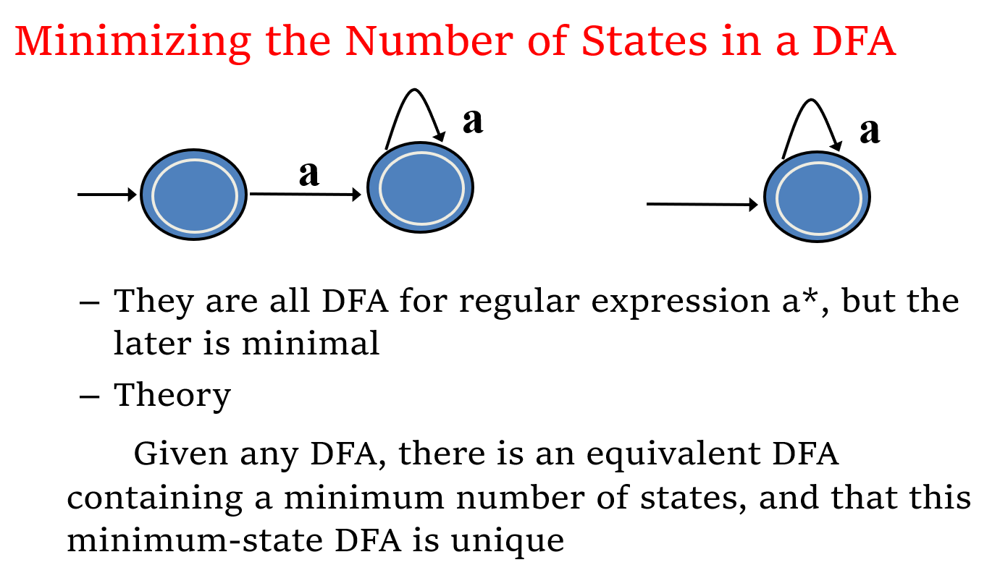 Minimizing the Number of States in a DFA
a
a
a
– They are all DFA for regular expression a*, but the
later is minimal
– Theory
Given any DFA, there is an equivalent DFA
containing a minimum number of states, and that this
minimum-state DFA is unique